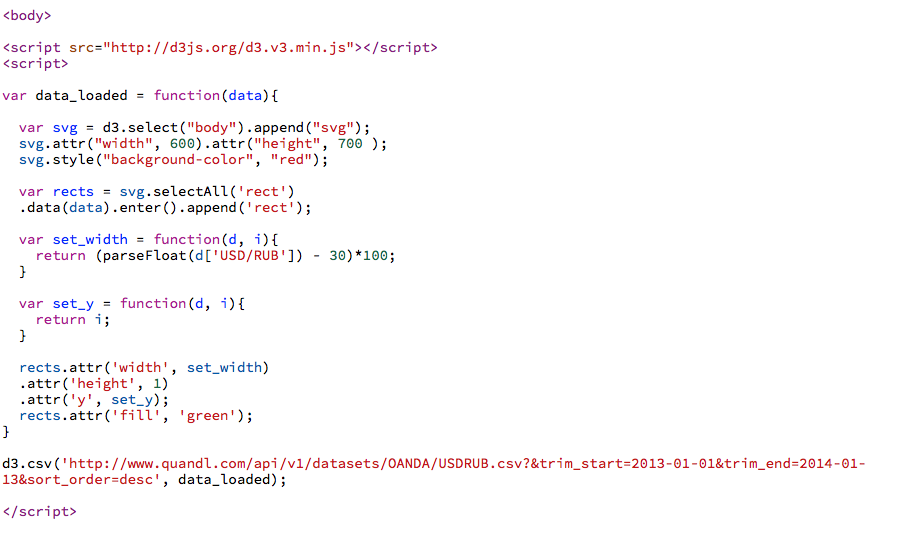 <body>
<script src="http://d3js.org/d3.v3.min.js"></script>
<script>
var data_loaded = function(data){
  var svg = d3.select("body").append("svg");
  svg.attr("width", 600).attr("height", 700 );
  svg.style("background-color", "red");
  var rects = svg.selectAll('rect')
  .data(data).enter().append('rect');
  var set_width = function(d, i){
    return (parseFloat(d['USD/RUB']) - 30)*100;
  }
  var set_y = function(d, i){
    return i;
  }
  rects.attr('width', set_width)
  .attr('height', 1)
  .attr('y', set_y);
  rects.attr('fill', 'green');
}
d3.csv('http://www.quandl.com/api/v1/datasets/OANDA/USDRUB.csv?&trim_start=2013-01-01&trim_end=2014-01-
13&sort_order=desc', data_loaded);
</script>